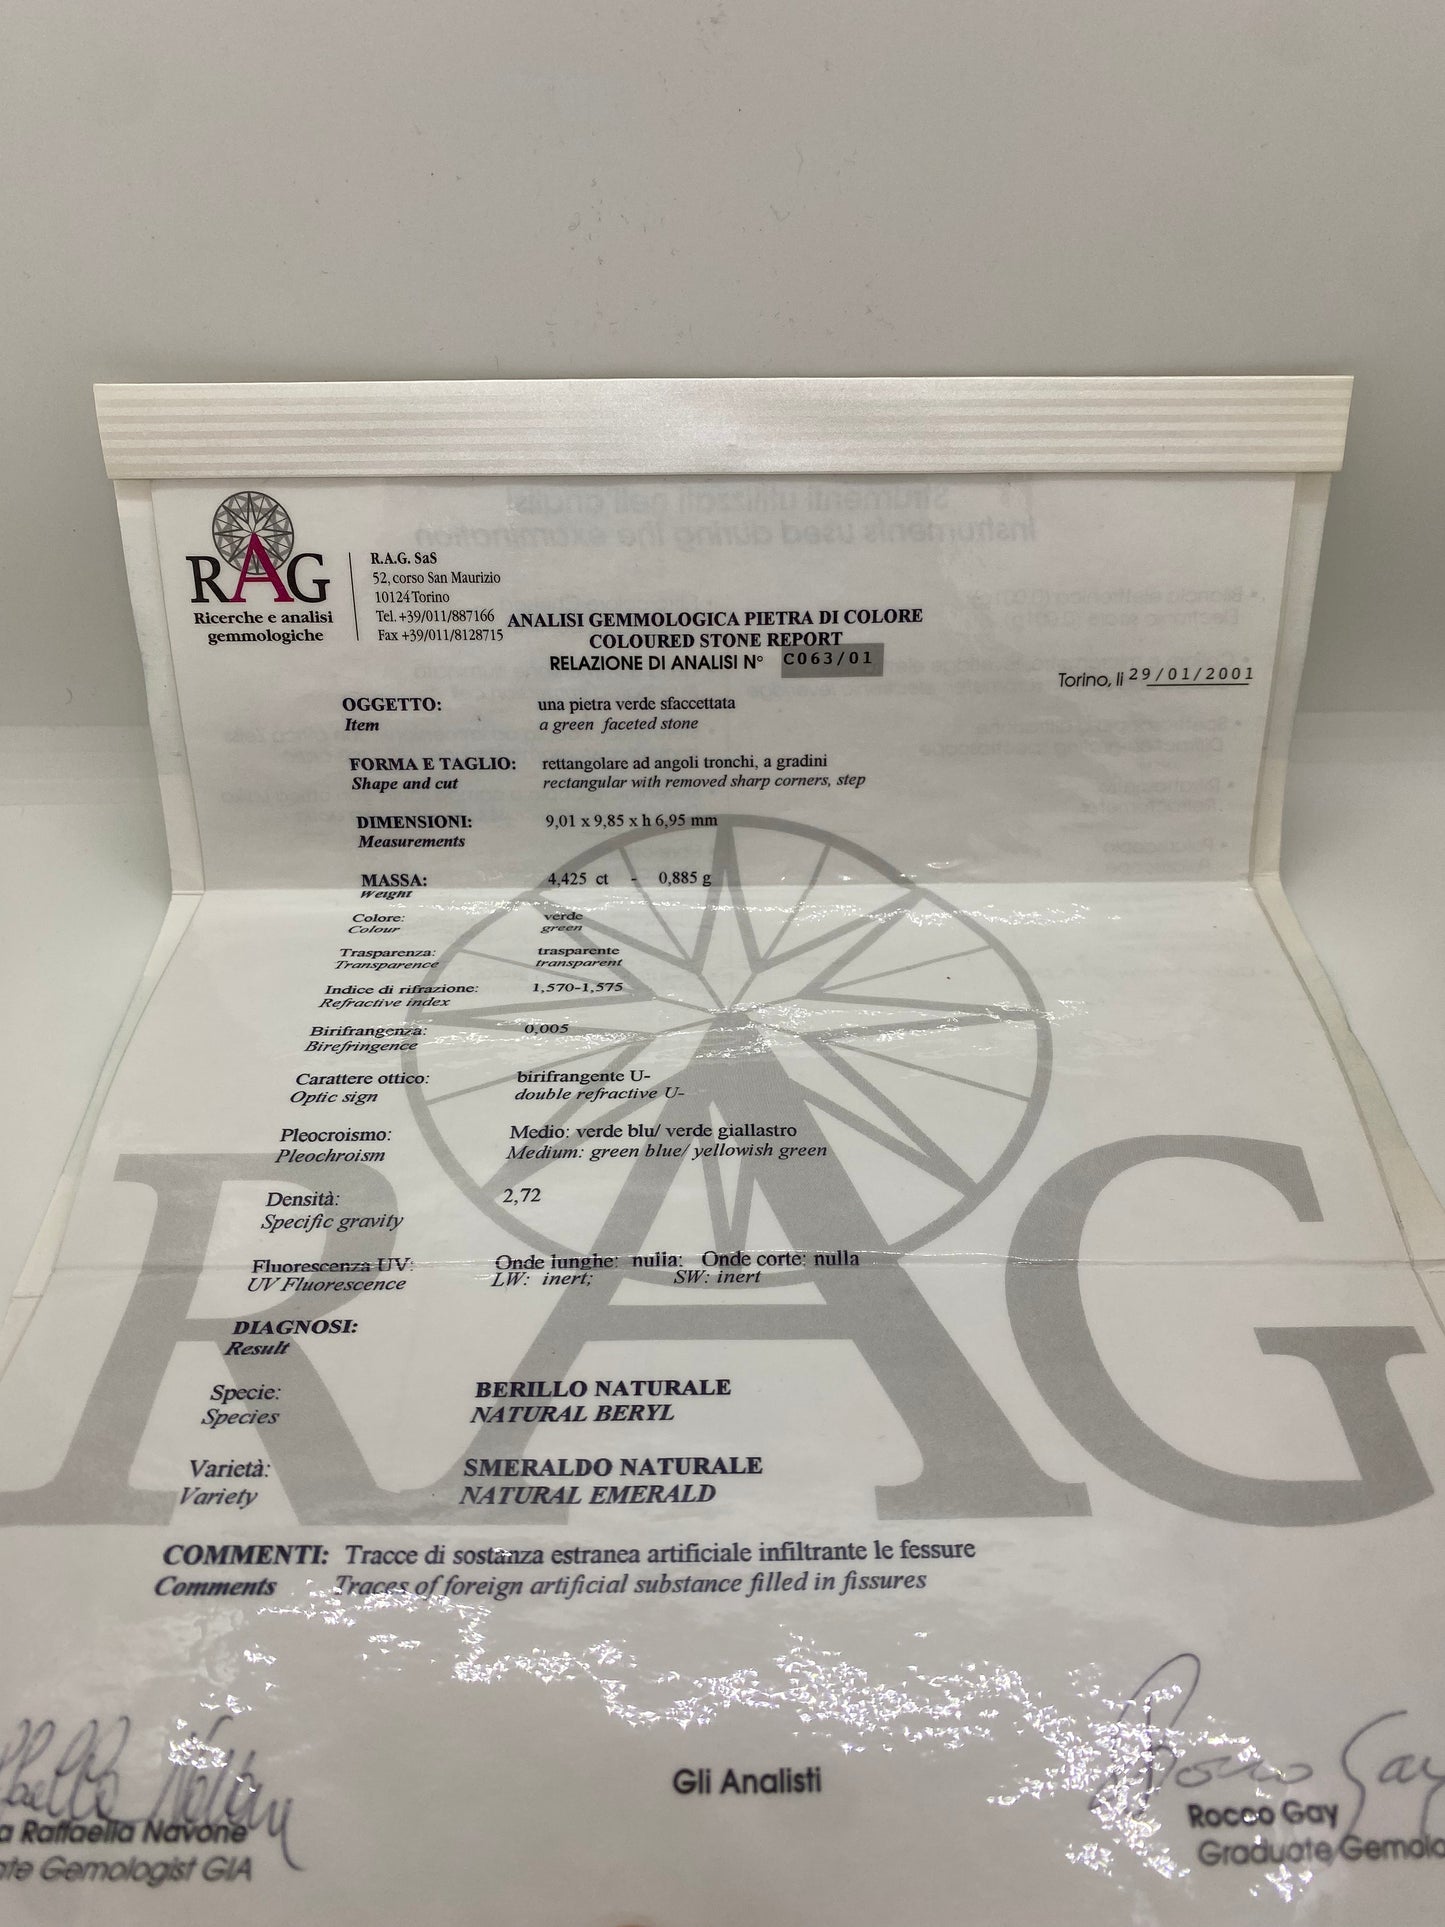 RAG
Ricerche e analisi
gemmologiche
R.A.G. SaS
52, corso San Maurizio
10124 Torino
Tel. +39/011/887166
Fax +39/011/8128715
ANALISI GEMMOLOGICA PIETRA DI COLORE
COLOURED STONE REPORT
RELAZIONE DI ANALISI N° C063/01
Torino, li 29/01/2001
OGGETTO: una pietra verde sfaccettata
Item a green faceted stone
FORMA E TAGLIO: rettangolare ad angoli tronchi, a gradini
Shape and cut rectangular with removed sharp corners, step
DIMENSIONI: 9,01 x 9,85 x h 6,95 mm
Measurements
MASSA: 4,425 ct - 0,885 g
Weight
Colore: verde
Colour green
Trasparenza: trasparente
Transparence transparent
Indice di rifrazione: 1,570-1,575
Refractive index
Birifrangenza: 0,005
Birefringence
Carattere ottico: birifrangente U-
Optic sign double refractive U-
Pleocroismo: Medio: verde blu/ verde giallastro
Pleochroism Medium: green blue/ yellowish green
Densità: 2,72
Specific gravity
Fluorescenza UV: Onde lunghe: nulla; Onde corte: nulla
UV Fluorescence LW: inert; SW: inert
DIAGNOSI:
Result
Specie: BERILLO NATURALE
Species NATURAL BERYL
Varietà: SMERALDO NATURALE
Variety NATURAL EMERALD
COMMENTI: Tracce di sostanza estranea artificiale infiltrante le fessure
Comments Traces of foreign artificial substance filled in fissures
RAG
Gli Analisti
Raffaella Navone
Gemologist GIA
Rocco Gay
Rocco Gay
Graduate